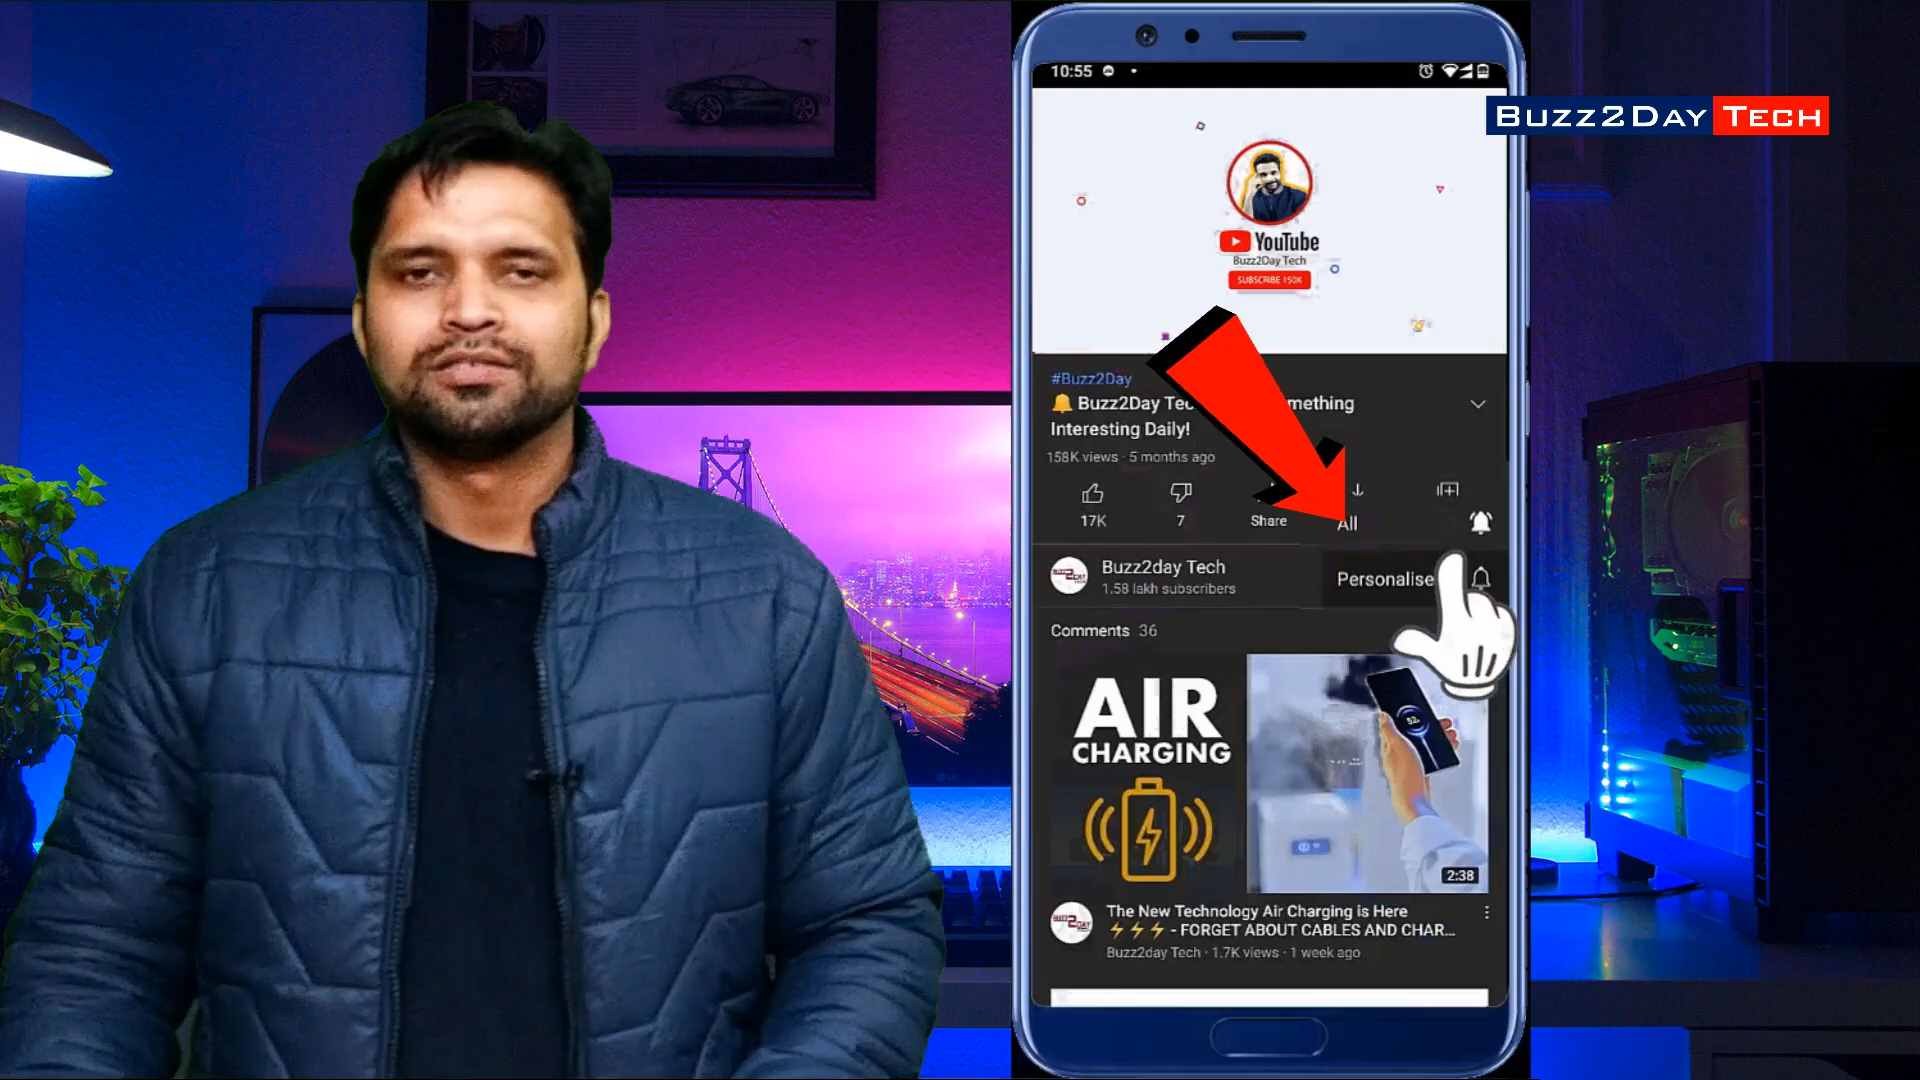 10:55
Buzz2Day Tech
YouTube
Buzz2Day Tech
SUBSCRIBE 150K
#Buzz2Day
Buzz2Day Tec mething
Interesting Daily!
158K views · 5 months ago
17K
7
Share
All
Buzz2day Tech
1.58 lakh subscribers
Personalise
Comments 36
AIR
CHARGING
2:38
The New Technology Air Charging is Here
⚡⚡⚡ - FORGET ABOUT CABLES AND CHAR...
Buzz2day Tech · 1.7K views · 1 week ago